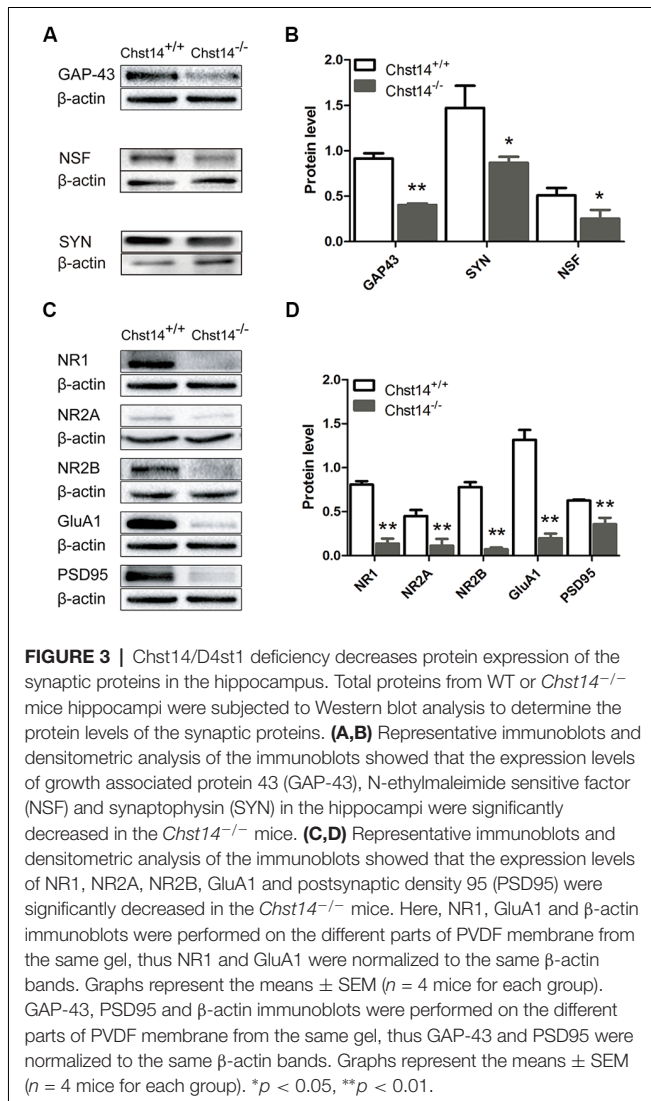 A
Chst14+/+ Chst14-/-
GAP-43
β-actin
NSF
β-actin
SYN
β-actin
B
2.0
1.5
1.0
0.5
0.0
Protein level
Chst14+/+
Chst14-/-
**
*
*
GAP43
SYN
NSF
C
Chst14+/+ Chst14-/-
NR1
β-actin
NR2A
β-actin
NR2B
β-actin
GluA1
β-actin
PSD95
β-actin
D
2.0
1.5
1.0
0.5
0.0
Protein level
Chst14+/+
Chst14-/-
**
**
**
**
**
NR1
NR2A
NR2B
GluA1
PSD95
FIGURE 3 | Chst14/D4st1 deficiency decreases protein expression of the
synaptic proteins in the hippocampus. Total proteins from WT or Chst14−/−
mice hippocampi were subjected to Western blot analysis to determine the
protein levels of the synaptic proteins. (A,B) Representative immunoblots and
densitometric analysis of the immunoblots showed that the expression levels
of growth associated protein 43 (GAP-43), N-ethylmaleimide sensitive factor
(NSF) and synaptophysin (SYN) in the hippocampi were significantly
decreased in the Chst14−/− mice. (C,D) Representative immunoblots and
densitometric analysis of the immunoblots showed that the expression levels
of NR1, NR2A, NR2B, GluA1 and postsynaptic density 95 (PSD95) were
significantly decreased in the Chst14−/− mice. Here, NR1, GluA1 and β-actin
immunoblots were performed on the different parts of PVDF membrane from
the same gel, thus NR1 and GluA1 were normalized to the same β-actin
bands. Graphs represent the means ± SEM (n = 4 mice for each group).
GAP-43, PSD95 and β-actin immunoblots were performed on the different
parts of PVDF membrane from the same gel, thus GAP-43 and PSD95 were
normalized to the same β-actin bands. Graphs represent the means ± SEM
(n = 4 mice for each group). *p < 0.05, **p < 0.01.